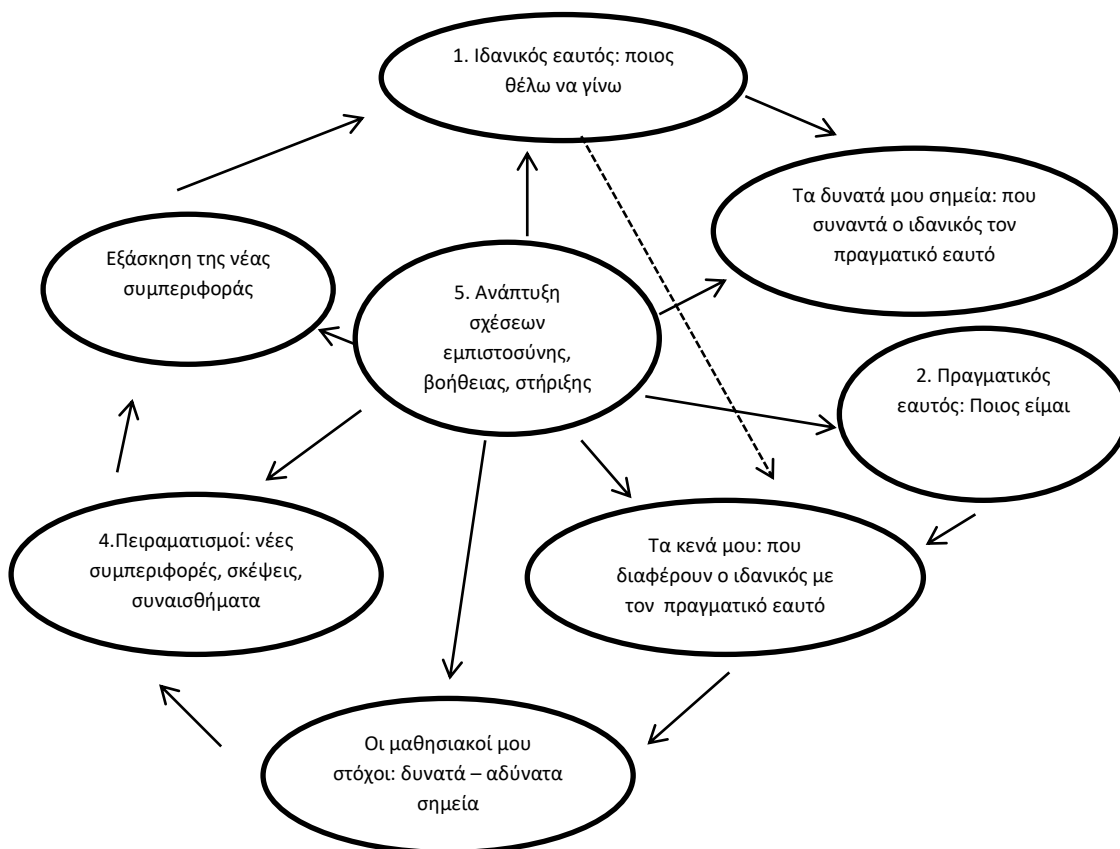 1. Ιδανικός εαυτός: ποιος
θέλω να γίνω
Τα δυνατά μου σημεία: που
συναντά ο ιδανικός τον
πραγματικό εαυτό
Εξάσκηση της νέας
συμπεριφοράς
5. Ανάπτυξη
σχέσεων
εμπιστοσύνης,
βοήθειας, στήριξης
2. Πραγματικός
εαυτός: Ποιος είμαι
4.Πειραματισμοί: νέες
συμπεριφορές, σκέψεις,
συναισθήματα
Τα κενά μου: που
διαφέρουν ο ιδανικός με
τον πραγματικό εαυτό
Οι μαθησιακοί μου
στόχοι: δυνατά – αδύνατα
σημεία